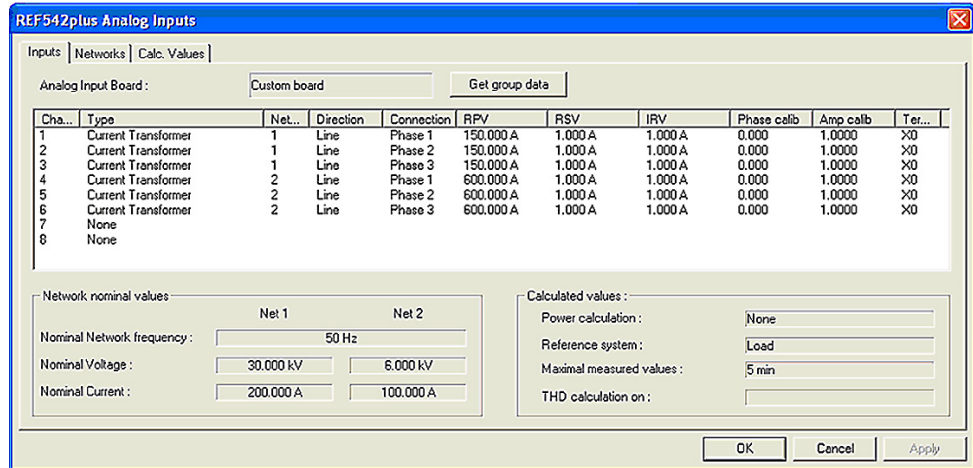 REF542plus Analog Inputs
Inputs Networks Calc. Values
Analog Input Board : Custom board Get group data
Cha... Type Net... Direction Connection RPV RSV IRV Phase calib Amp calib Ter...
1 Current Transformer 1 Line Phase 1 150.000 A 1.000 A 1.000 A 0.000 1.0000 X0
2 Current Transformer 1 Line Phase 2 150.000 A 1.000 A 1.000 A 0.000 1.0000 X0
3 Current Transformer 1 Line Phase 3 150.000 A 1.000 A 1.000 A 0.000 1.0000 X0
4 Current Transformer 2 Line Phase 1 600.000 A 1.000 A 1.000 A 0.000 1.0000 X0
5 Current Transformer 2 Line Phase 2 600.000 A 1.000 A 1.000 A 0.000 1.0000 X0
6 Current Transformer 2 Line Phase 3 600.000 A 1.000 A 1.000 A 0.000 1.0000 X0
7 None
8 None
Network nominal values
Net 1 Net 2
Nominal Network frequency : 50 Hz
Nominal Voltage : 30.000 kV 6.000 kV
Nominal Current : 200.000 A 100.000 A
Calculated values :
Power calculation : None
Reference system : Load
Maximal measured values : 5 min
THD calculation on :
OK Cancel Apply